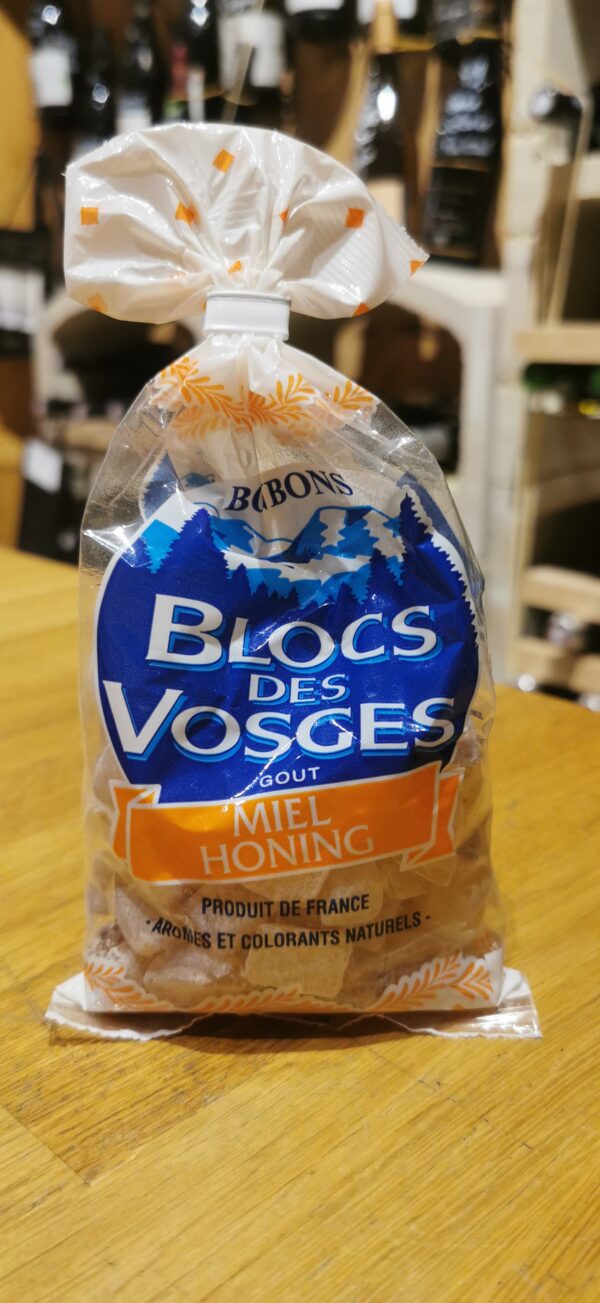 BONBONS
BLOCS
DES
VOSGES
GOUT
MIEL
HONING
PRODUIT DE FRANCE
- AROMES ET COLORANTS NATURELS -